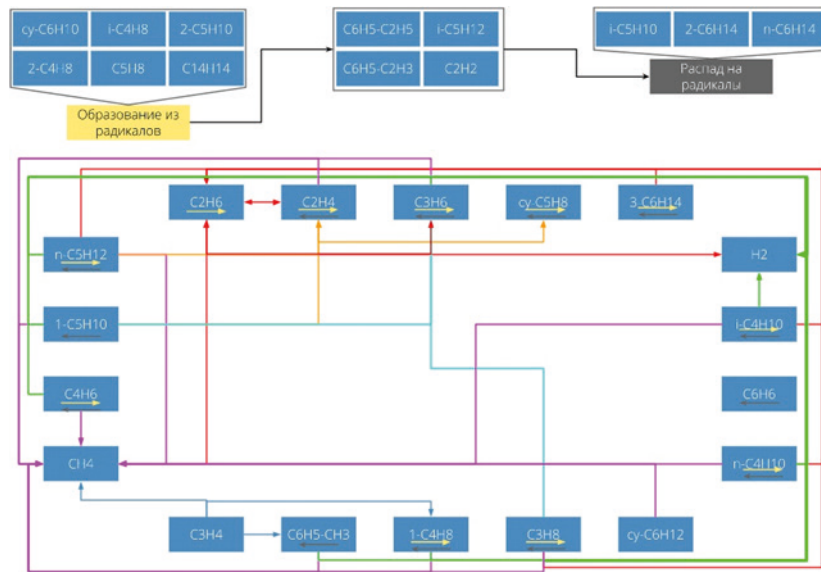 cy-C6H10 i-C4H8 2-C5H10
2-C4H8 C5H8 C14H14
Образование из
радикалов
C6H5-C2H5 i-C5H12
C6H5-C2H3 C2H2
i-C5H10 2-C6H14 n-C6H14
Распад на
радикалы
C2H6 C2H4 C3H6 cy-C5H8 3-C6H14
n-C5H12 H2
1-C5H10 i-C4H10
C4H6 C6H6
CH4 n-C4H10
C3H4 C6H5-CH3 1-C4H8 C3H8 cy-C6H12